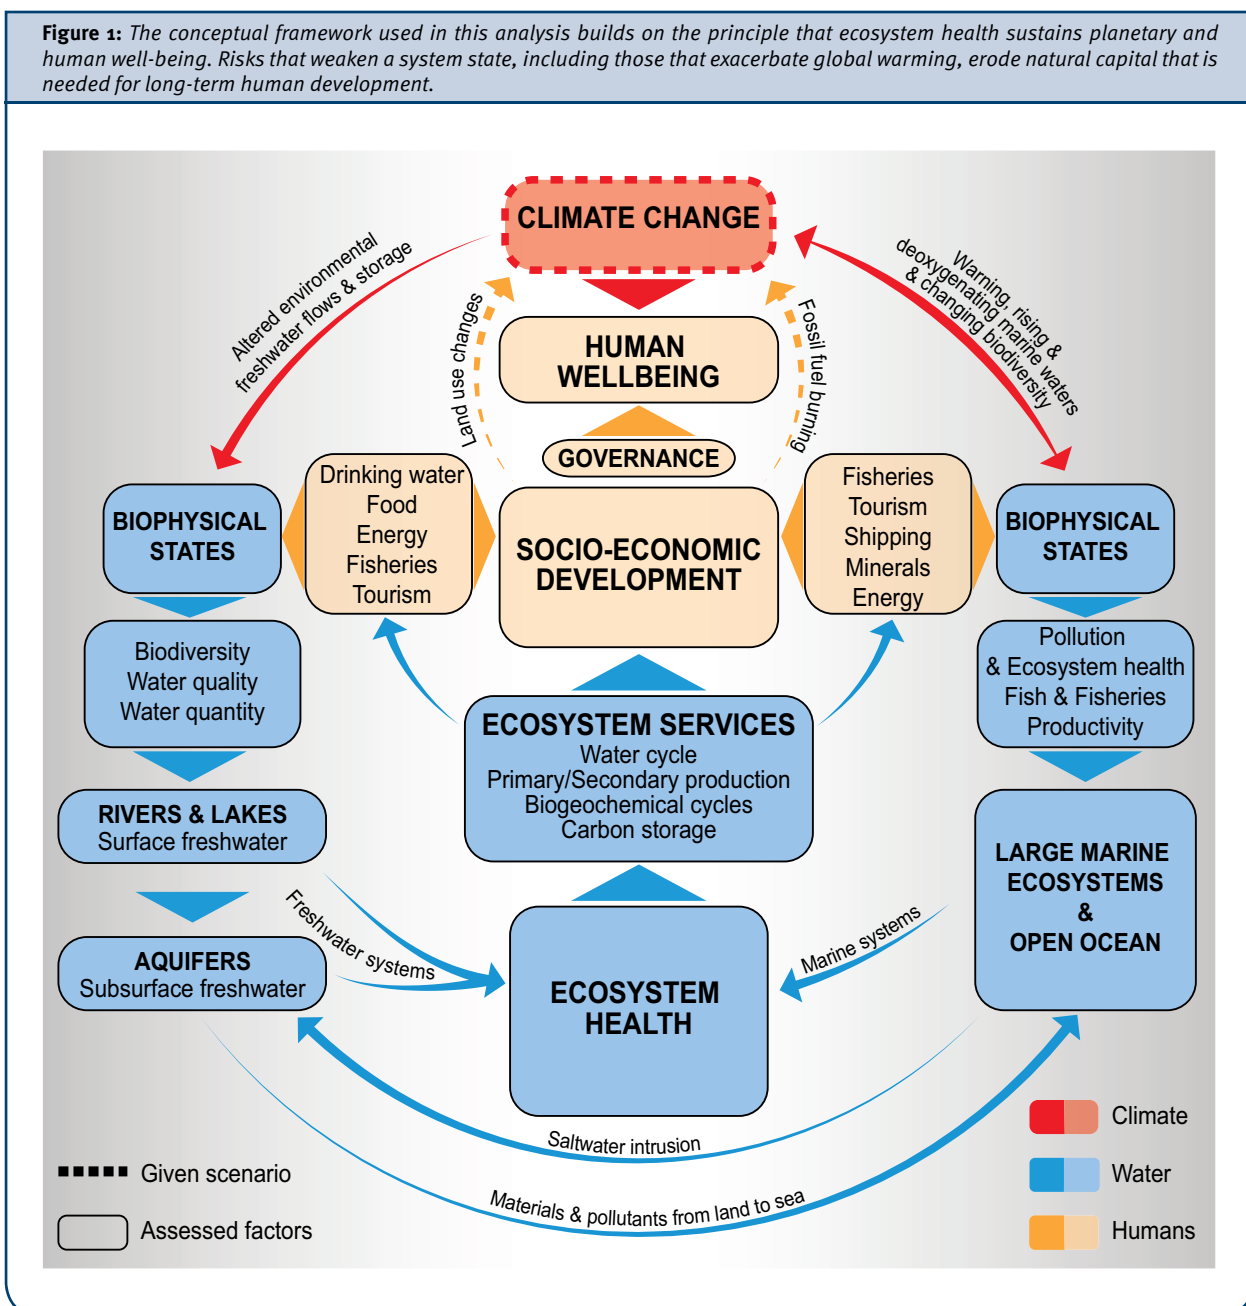 Figure 1: The conceptual framework used in this analysis builds on the principle that ecosystem health sustains planetary and
human well-being. Risks that weaken a system state, including those that exacerbate global warming, erode natural capital that is
needed for long-term human development.
CLIMATE CHANGE
Altered environmental
freshwater flows & storage
Warning, rising &
deoxygenating marine waters
& changing biodiversity
Land use changes
Fossil fuel burning
HUMAN
WELLBEING
GOVERNANCE
BIOPHYSICAL
STATES
Drinking water
Food
Energy
Fisheries
Tourism
SOCIO-ECONOMIC
DEVELOPMENT
Fisheries
Tourism
Shipping
Minerals
Energy
BIOPHYSICAL
STATES
Biodiversity
Water quality
Water quantity
Pollution
& Ecosystem health
Fish & Fisheries
Productivity
ECOSYSTEM SERVICES
Water cycle
Primary/Secondary production
Biogeochemical cycles
Carbon storage
RIVERS & LAKES
Surface freshwater
LARGE MARINE
ECOSYSTEMS
&
OPEN OCEAN
Freshwater systems
Marine systems
AQUIFERS
Subsurface freshwater
ECOSYSTEM
HEALTH
Saltwater intrusion
Materials & pollutants from land to sea
Given scenario
Assessed factors
Climate
Water
Humans